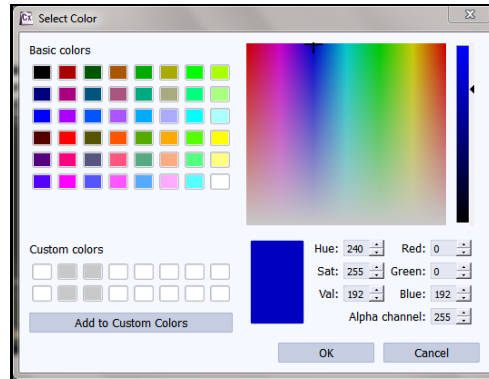 Cx Select Color
Basic colors
Custom colors
Add to Custom Colors
Hue: 240 Red: 0
Sat: 255 Green: 0
Val: 192 Blue: 192
Alpha channel: 255
OK Cancel